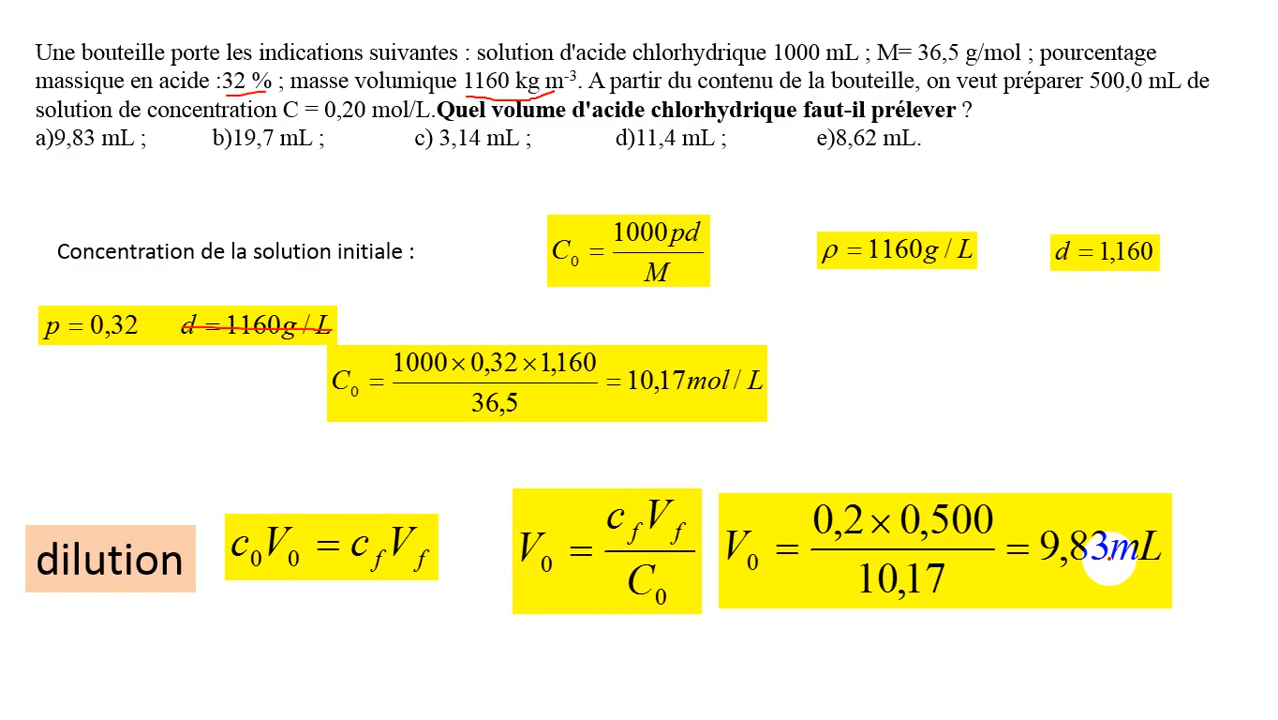 Une bouteille porte les indications suivantes : solution d'acide chlorhydrique 1000 mL ; M= 36,5 g/mol ; pourcentage
massique en acide :32 % ; masse volumique 1160 kg m⁻³. A partir du contenu de la bouteille, on veut préparer 500,0 mL de
solution de concentration C = 0,20 mol/L.Quel volume d'acide chlorhydrique faut-il prélever ?
a)9,83 mL ; b)19,7 mL ; c) 3,14 mL ; d)11,4 mL ; e)8,62 mL.
Concentration de la solution initiale : C₀ = 1000pd / M ρ = 1160g / L d = 1,160
p = 0,32 d = 1160g / L
C₀ = 1000 × 0,32 × 1,160 / 36,5 = 10,17mol / L
dilution c₀V₀ = c_f V_f V₀ = c_f V_f / C₀ V₀ = 0,2 × 0,500 / 10,17 = 9,83mL